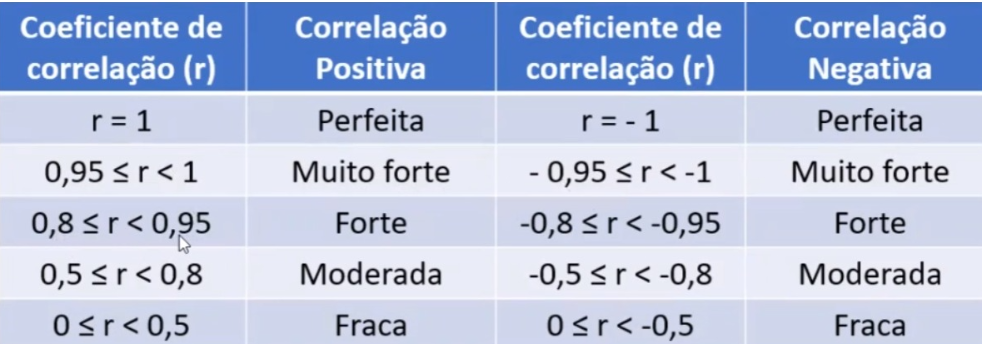 Coeficiente de correlação (r) Correlação Positiva Coeficiente de correlação (r) Correlação Negativa
r = 1 Perfeita r = - 1 Perfeita
0,95 ≤ r < 1 Muito forte - 0,95 ≤ r < -1 Muito forte
0,8 ≤ r < 0,95 Forte -0,8 ≤ r < -0,95 Forte
0,5 ≤ r < 0,8 Moderada -0,5 ≤ r < -0,8 Moderada
0 ≤ r < 0,5 Fraca 0 ≤ r < -0,5 Fraca